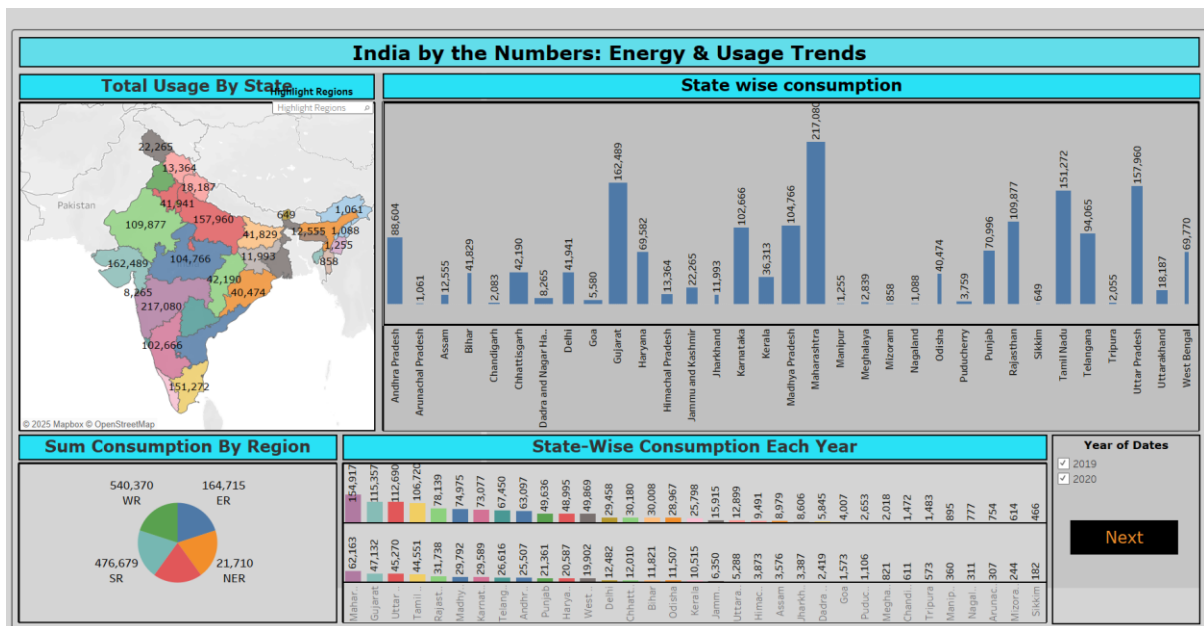 India by the Numbers: Energy & Usage Trends
Total Usage By State
Highlight Regions
Highlight Regions
22,265
13,364
18,187
41,941
Pakistan
109,877
157,960
649
12,555
1,061
1,088
1,255
858
41,829
11,993
162,489
104,766
42,190
40,474
8,265
217,080
102,666
151,272
© 2025 Mapbox © OpenStreetMap
State wise consumption
88,604
1,061
12,555
41,829
2,083
42,190
8,265
41,941
5,580
162,489
69,582
13,364
22,265
11,993
102,666
36,313
104,766
217,080
1,255
2,839
858
1,088
40,474
3,759
70,996
109,877
649
151,272
94,065
2,055
157,960
18,187
69,770
Andhra Pradesh
Arunachal Pradesh
Assam
Bihar
Chandigarh
Chhattisgarh
Dadra and Nagar Ha..
Delhi
Goa
Gujarat
Haryana
Himachal Pradesh
Jammu and Kashmir
Jharkhand
Karnataka
Kerala
Madhya Pradesh
Maharashtra
Manipur
Meghalaya
Mizoram
Nagaland
Odisha
Puducherry
Punjab
Rajasthan
Sikkim
Tamil Nadu
Telangana
Tripura
Uttar Pradesh
Uttarakhand
West Bengal
Sum Consumption By Region
540,370
WR
164,715
ER
476,679
SR
21,710
NER
State-Wise Consumption Each Year
154,917
115,357
112,690
106,720
78,139
74,975
73,077
67,450
63,097
49,636
48,995
49,869
29,458
30,180
30,008
28,967
25,798
15,915
12,899
9,491
8,979
8,606
5,845
4,007
2,653
2,018
1,472
1,483
895
777
754
614
466
62,163
47,132
45,270
44,551
31,738
29,792
29,589
26,616
25,507
21,361
20,587
19,902
12,482
12,010
11,821
11,507
10,515
6,350
5,288
3,873
3,576
3,387
2,419
1,573
1,106
821
611
573
360
311
307
244
182
Mahar..
Gujarat
Uttar ..
Tamil ..
Rajast..
Madhy..
Karnat..
Telang..
Andhr..
Punjab
Harya..
West ..
Delhi
Chhatt..
Bihar
Odisha
Kerala
Jamm..
Uttara..
Himac..
Assam
Jharkh..
Dadra..
Goa
Puduc..
Megha..
Chandi..
Tripura
Manip..
Nagal..
Arunac..
Mizora..
Sikkim
Year of Dates
2019
2020
Next